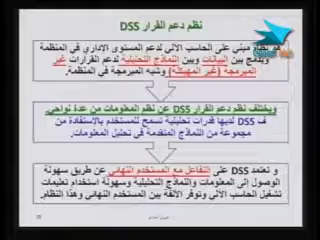 نظم دعم القرار DSS
هو نظام مبني على الحاسب الآلي لدعم المستوى الاداري في المنظمة
ويدمج بين البيانات وبين النماذج التحليلية لدعم القرارات غير
المبرمجة (غير المهيكلة) وشبه المبرمجة في المنظمة.
ويختلف نظم دعم القرار DSS عن نظم المعلومات من عدة نواحي،
ف DSS لديها قدرات تحليلية تسمح للمستخدم بالاستفادة من
مجموعة من النماذج المتقدمة في تحليل المعلومات.
و تعتمد DSS على التفاعل مع المستخدم النهائي عن طريق سهولة
الوصول إلى المعلومات والنماذج التحليلية وسهولة استخدام تعليمات
تشغيل الحاسب الآلي وتوفر الألفة بين المستخدم النهائي وهذا النظام.